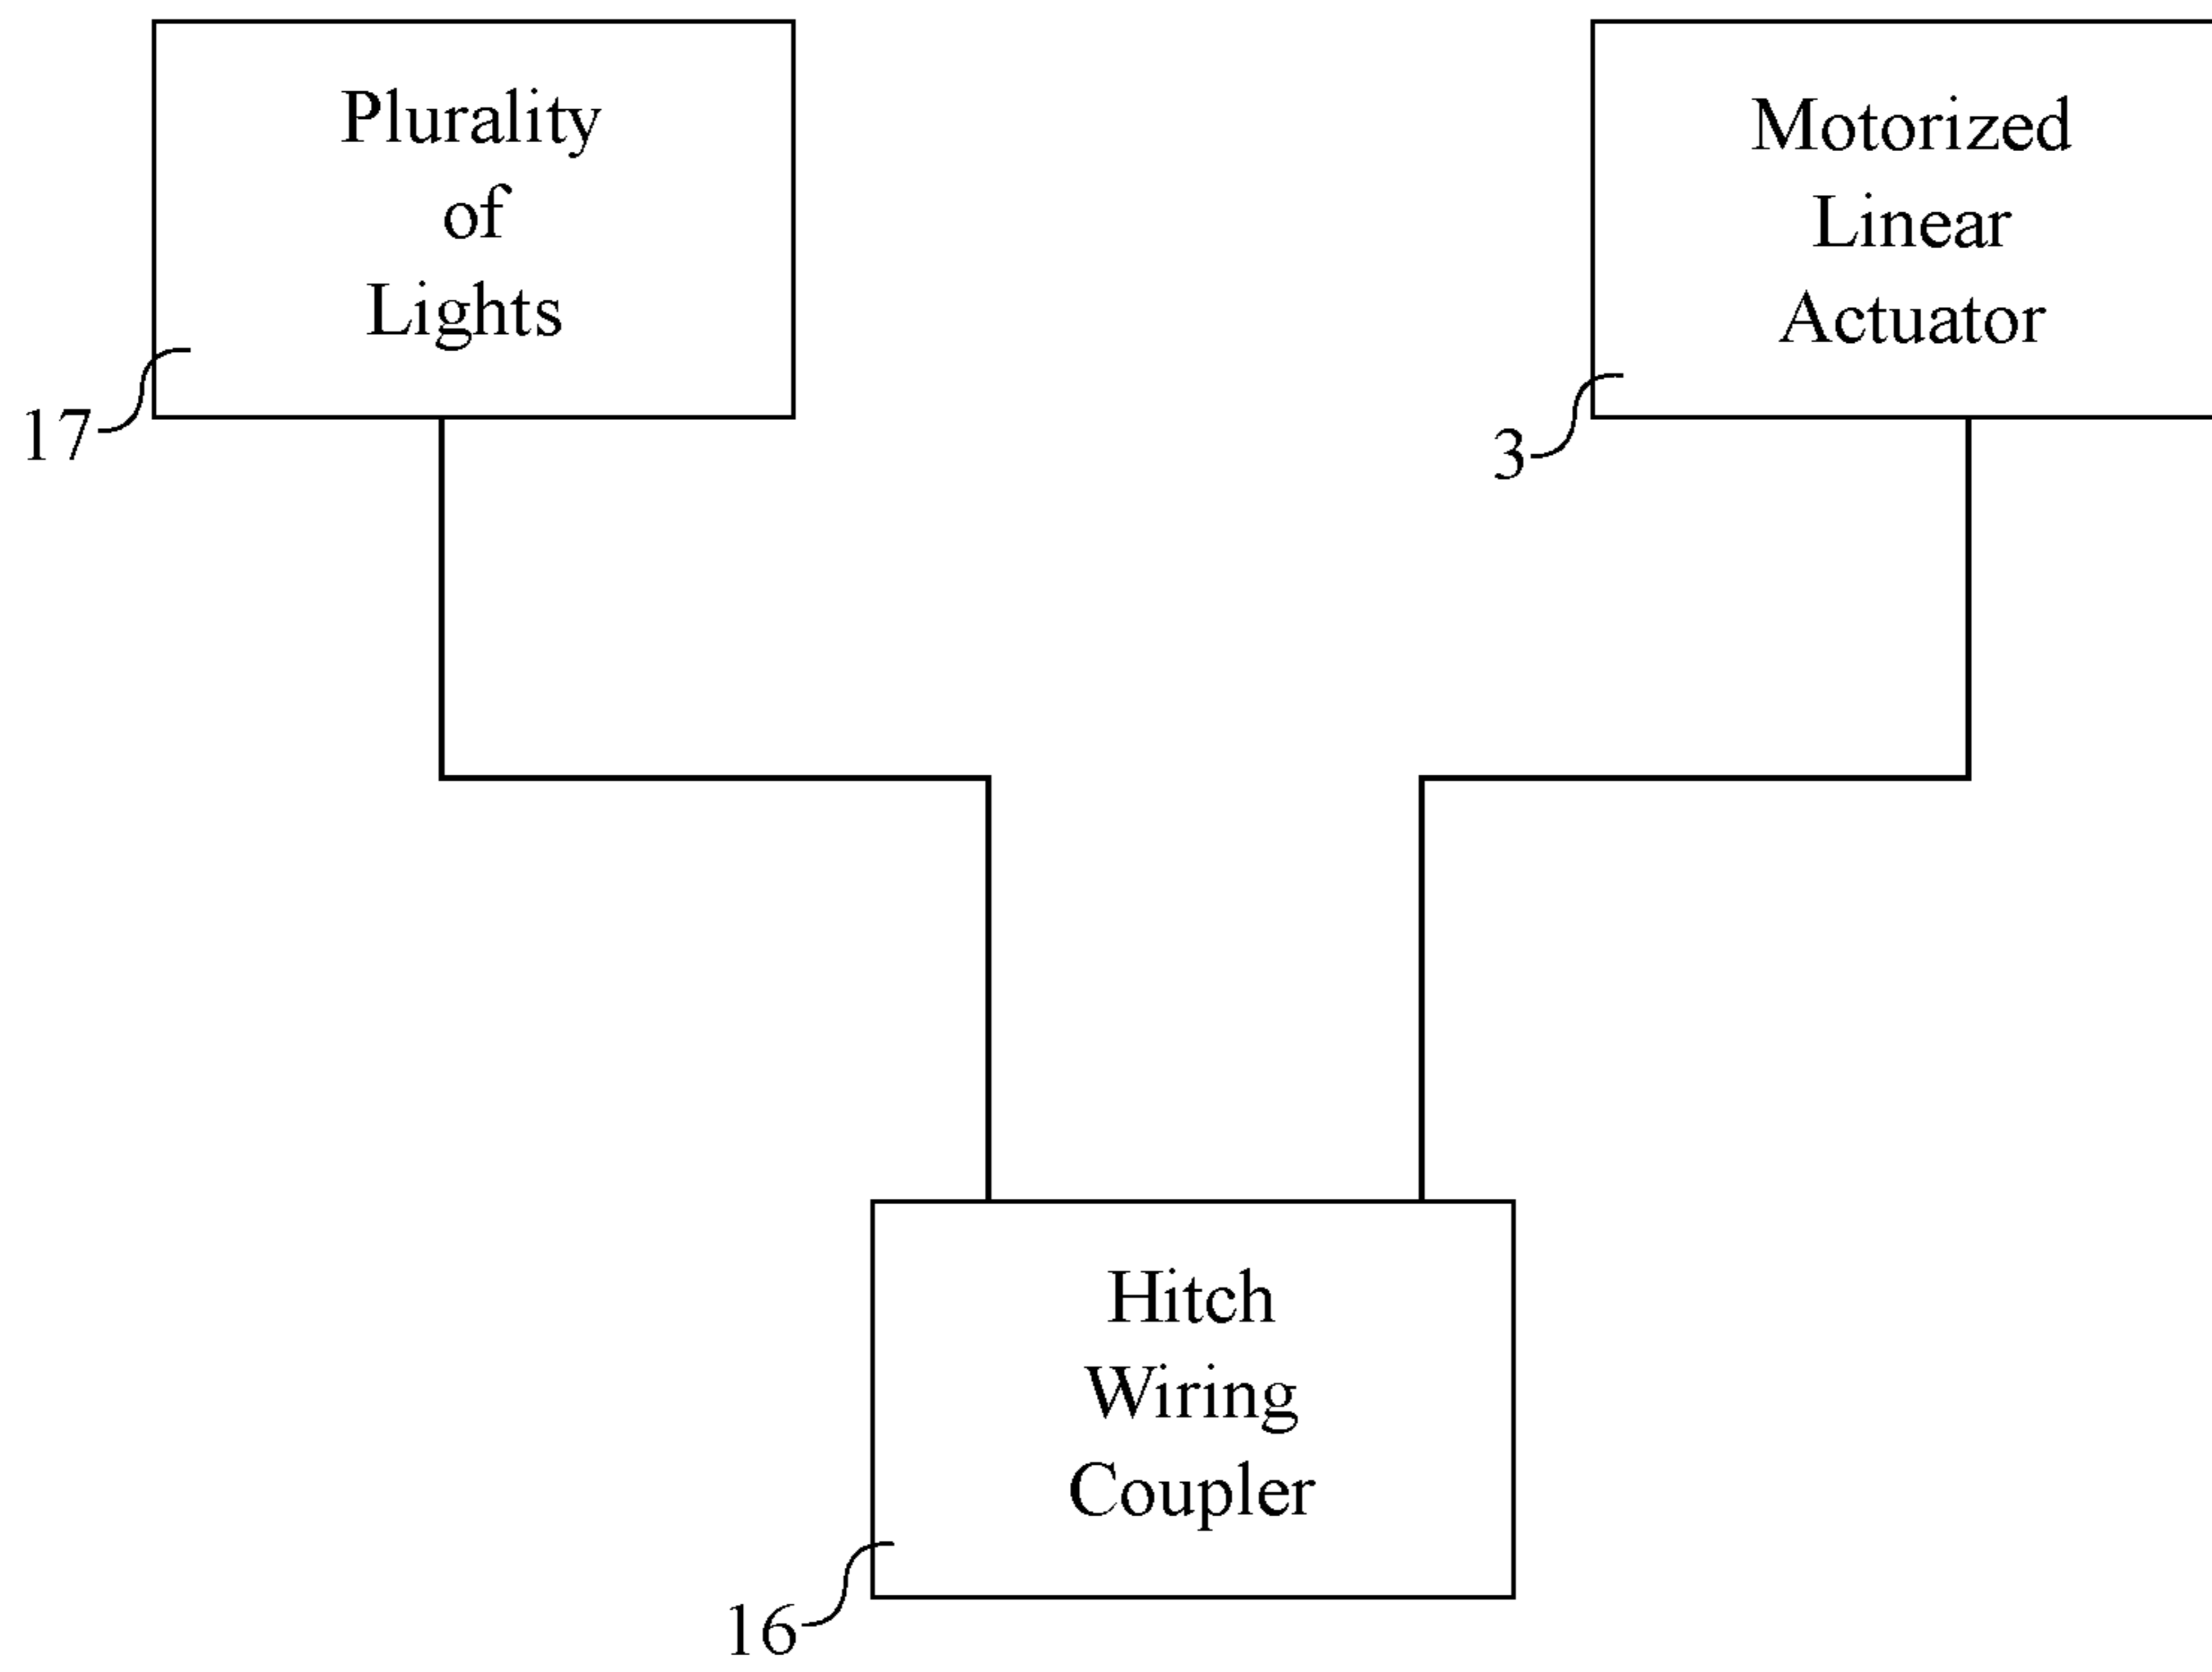 Plurality
of
Lights
17
Motorized
Linear
Actuator
3
Hitch
Wiring
Coupler
16